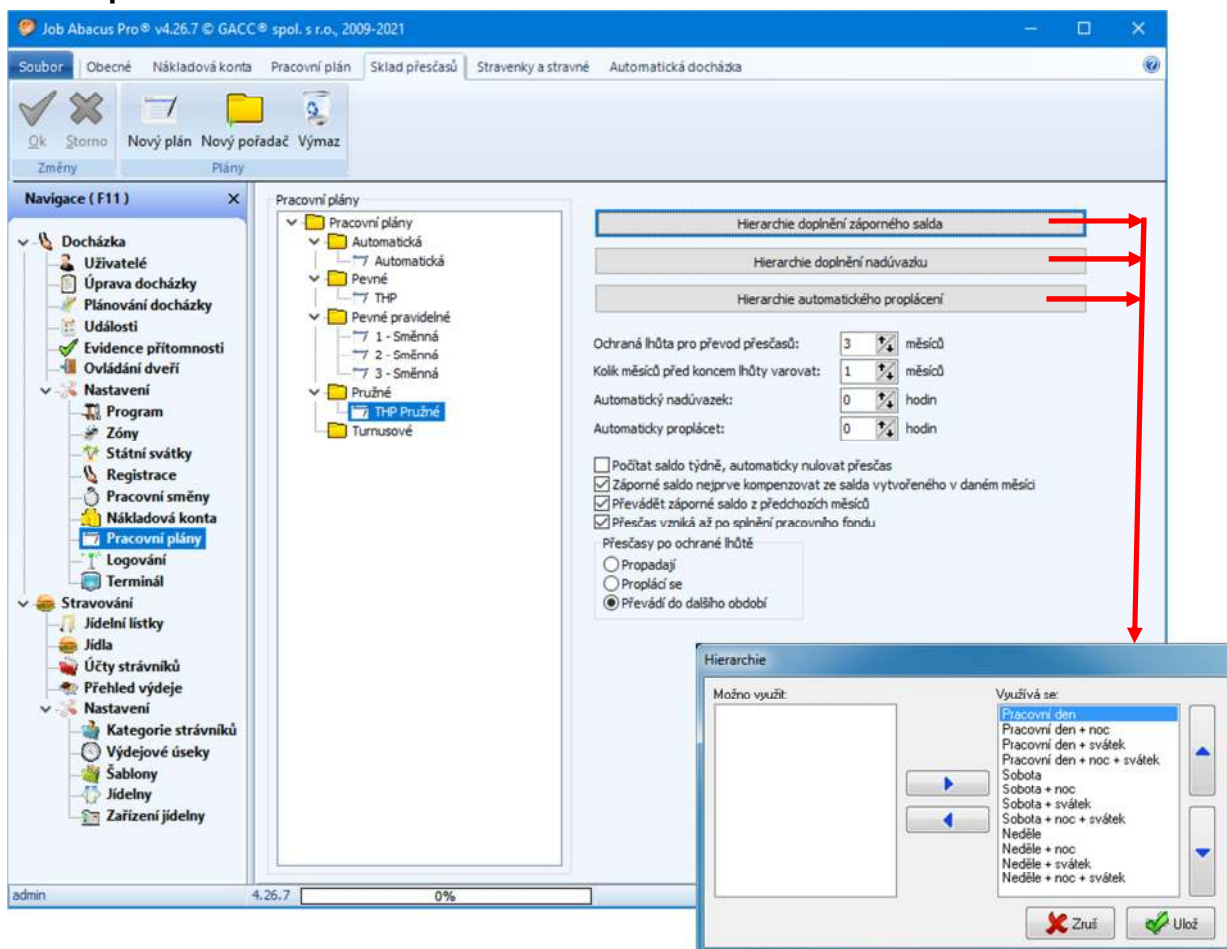 Job Abacus Pro® v4.26.7 © GACC® spol. s r.o., 2009-2021
Soubor Obecné Nákladová konta Pracovní plán Sklad přesčasů Stravenky a stravné Automatická docházka
Ok Storno Nový plán Nový pořadač Výmaz
Změny Plány
Navigace ( F11 ) X
Docházka
Uživatelé
Úprava docházky
Plánování docházky
Události
Evidence přítomnosti
Ovládání dveří
Nastavení
Program
Zóny
Státní svátky
Registrace
Pracovní směny
Nákladová konta
Pracovní plány
Logování
Terminál
Stravování
Jídelní lístky
Jídla
Účty strávníků
Přehled výdeje
Nastavení
Kategorie strávníků
Výdejové úseky
Šablony
Jídelny
Zařízení jídelny
Pracovní plány
Pracovní plány
Automatická
Automatická
Pevné
THP
Pevné pravidelné
1 - Směnná
2 - Směnná
3 - Směnná
Pružné
THP Pružné
Turnusové
Hierarchie doplnění záporného salda
Hierarchie doplnění nadúvazku
Hierarchie automatického proplácení
Ochraná lhůta pro převod přesčasů: 3 měsíců
Kolik měsíců před koncem lhůty varovat: 1 měsíců
Automatický nadúvazek: 0 hodin
Automaticky proplácet: 0 hodin
Počítat saldo týdně, automaticky nulovat přesčas
Záporné saldo nejprve kompenzovat ze salda vytvořeného v daném měsíci
Převádět záporné saldo z předchozích měsíců
Přesčas vzniká až po splnění pracovního fondu
Přesčasy po ochrané lhůtě
Propadají
Proplácí se
Převádí do dalšího období
Hierarchie
Možno využít:
Využívá se:
Pracovní den
Pracovní den + noc
Pracovní den + svátek
Pracovní den + noc + svátek
Sobota
Sobota + noc
Sobota + svátek
Sobota + noc + svátek
Neděle
Neděle + noc
Neděle + svátek
Neděle + noc + svátek
Zruš Ulož
admin 4.26.7 0%